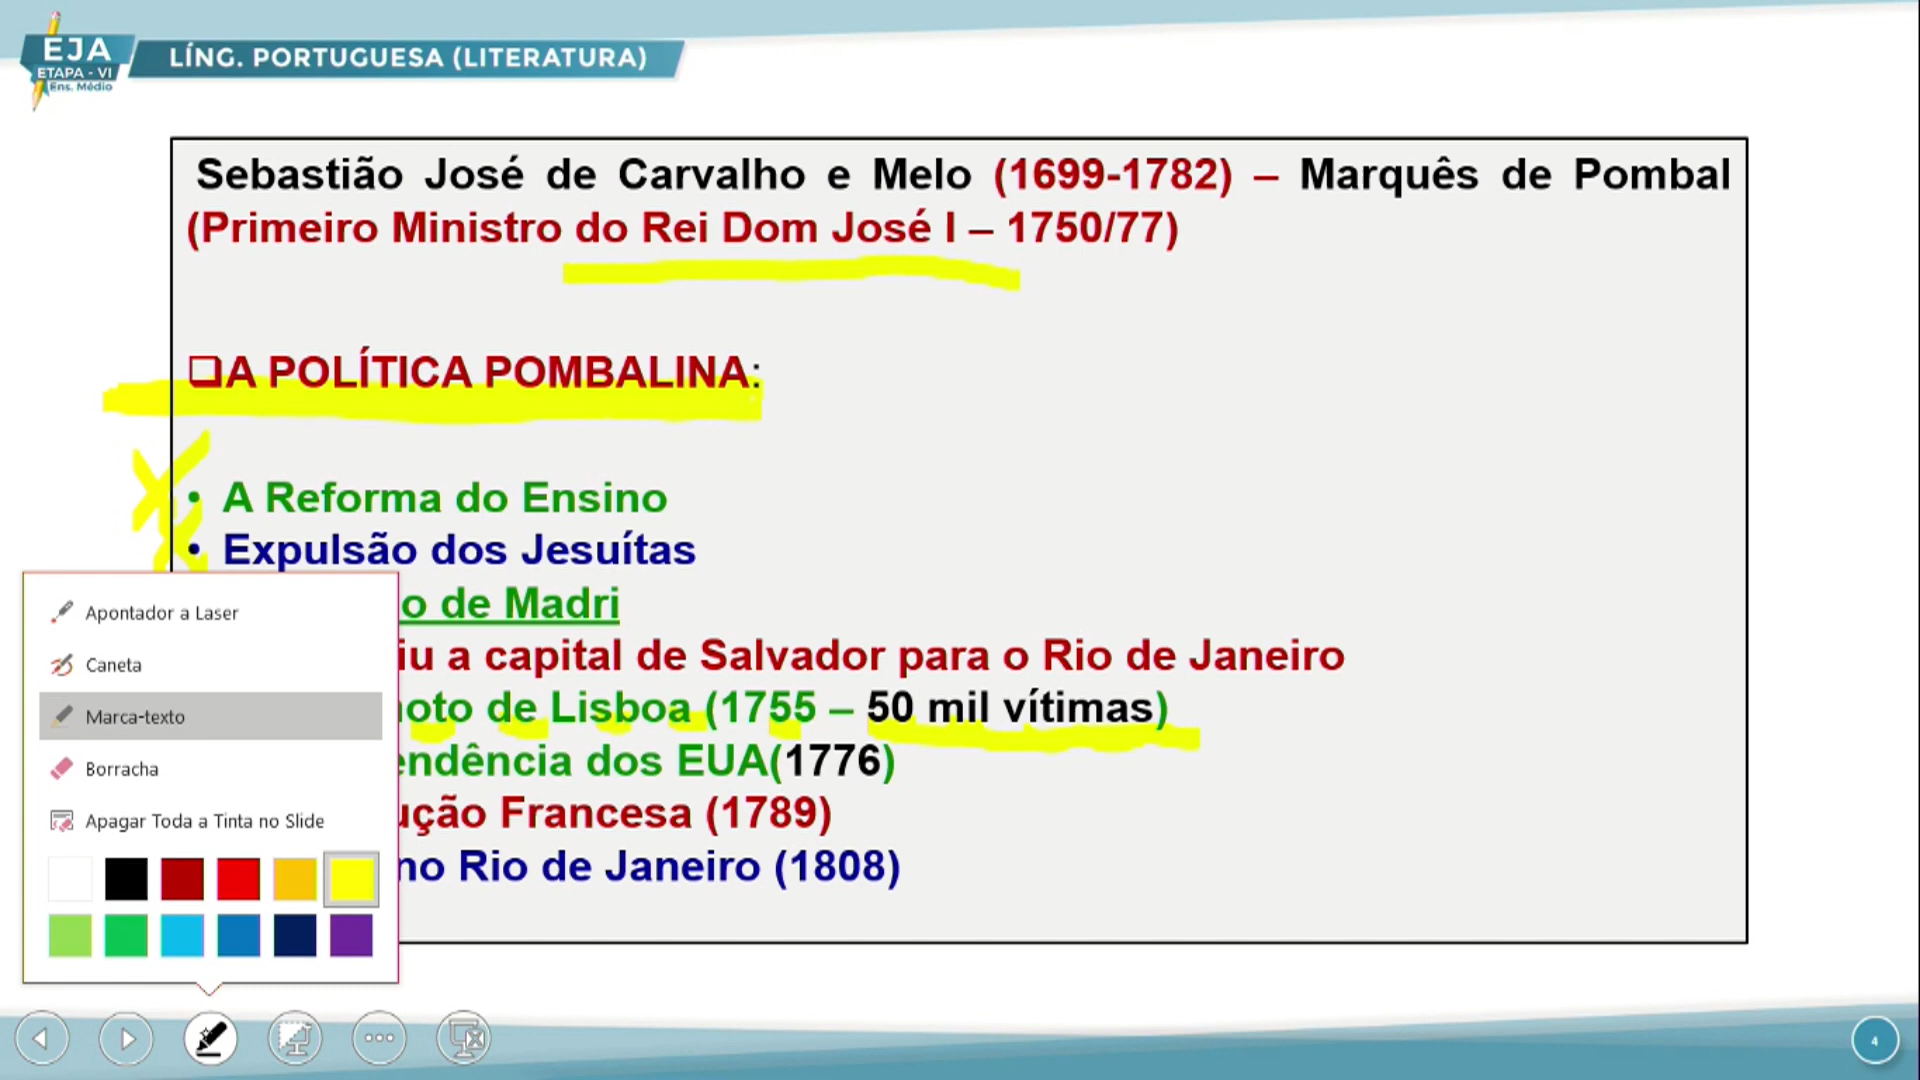 EJA
ETAPA - VI
Ens. Médio
LÍNG. PORTUGUESA (LITERATURA)
Sebastião José de Carvalho e Melo (1699-1782) – Marquês de Pombal
(Primeiro Ministro do Rei Dom José I – 1750/77)
A POLÍTICA POMBALINA:
• A Reforma do Ensino
• Expulsão dos Jesuítas
o de Madri
iu a capital de Salvador para o Rio de Janeiro
oto de Lisboa (1755 – 50 mil vítimas)
endência dos EUA(1776)
ução Francesa (1789)
no Rio de Janeiro (1808)
Apontador a Laser
Caneta
Marca-texto
Borracha
Apagar Toda a Tinta no Slide
4